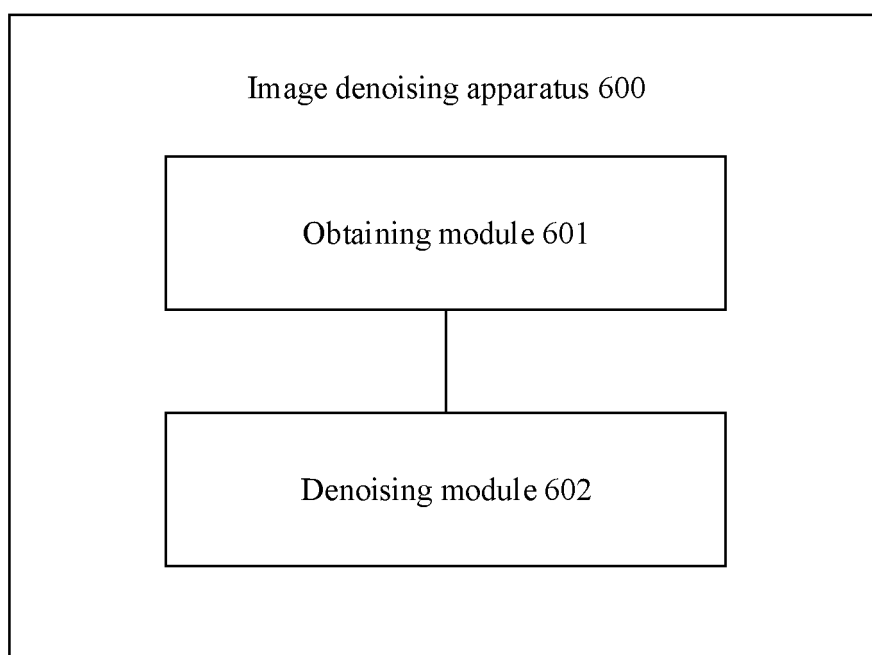 Image denoising apparatus 600
Obtaining module 601
Denoising module 602